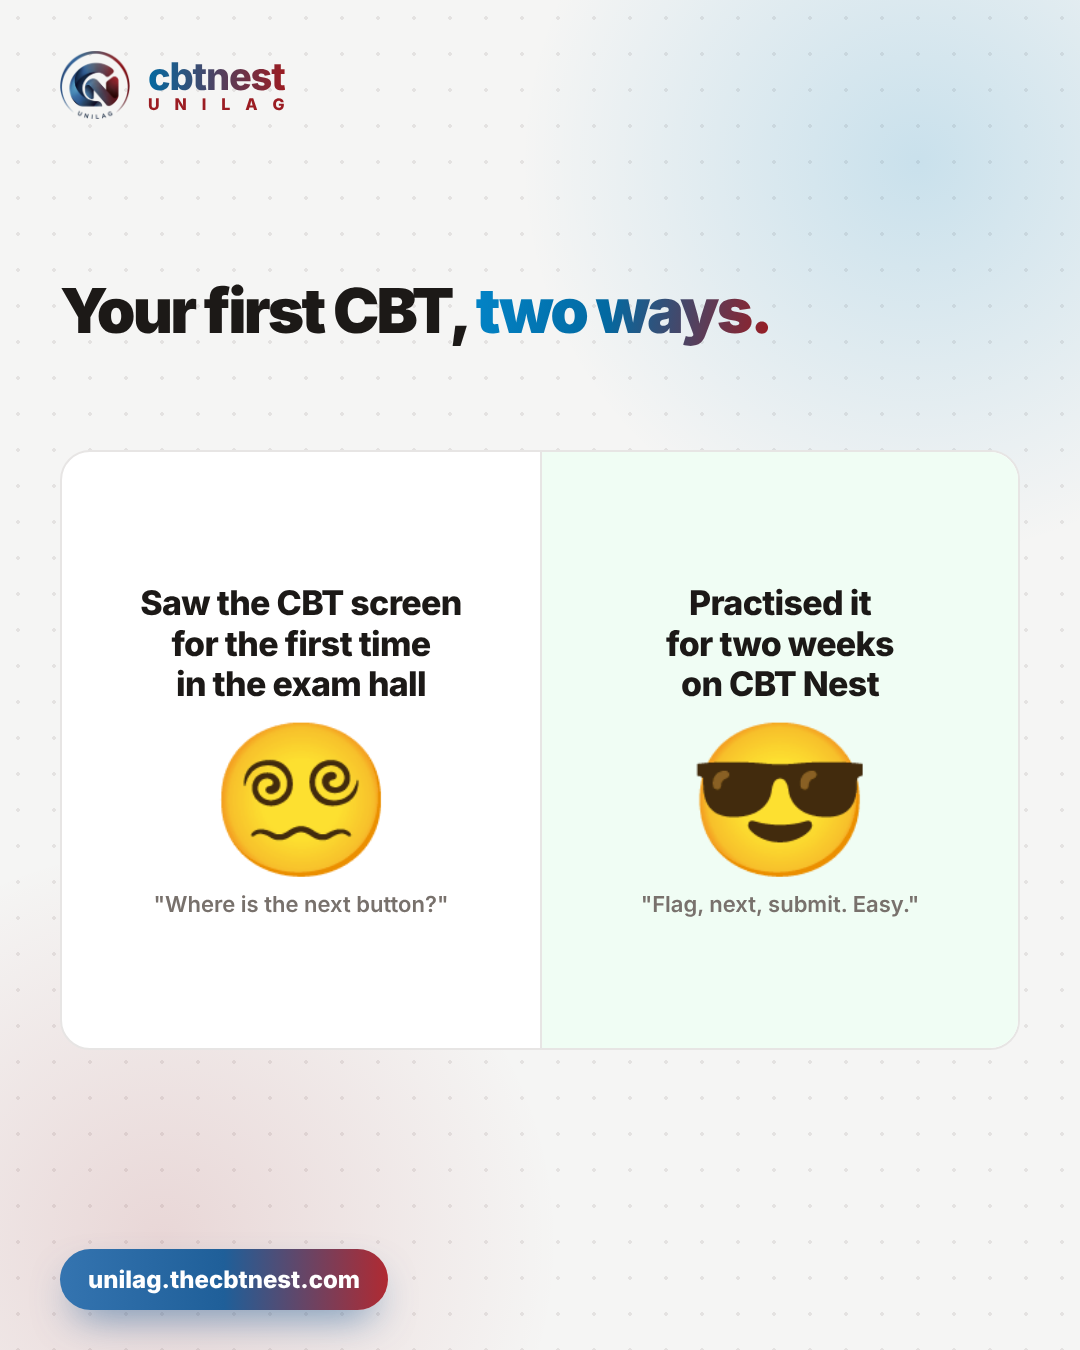 cbtnest
UNILAG
UNILAG
Your first CBT, two ways.
Saw the CBT screen
for the first time
in the exam hall
"Where is the next button?"
Practised it
for two weeks
on CBT Nest
"Flag, next, submit. Easy."
unilag.thecbtnest.com